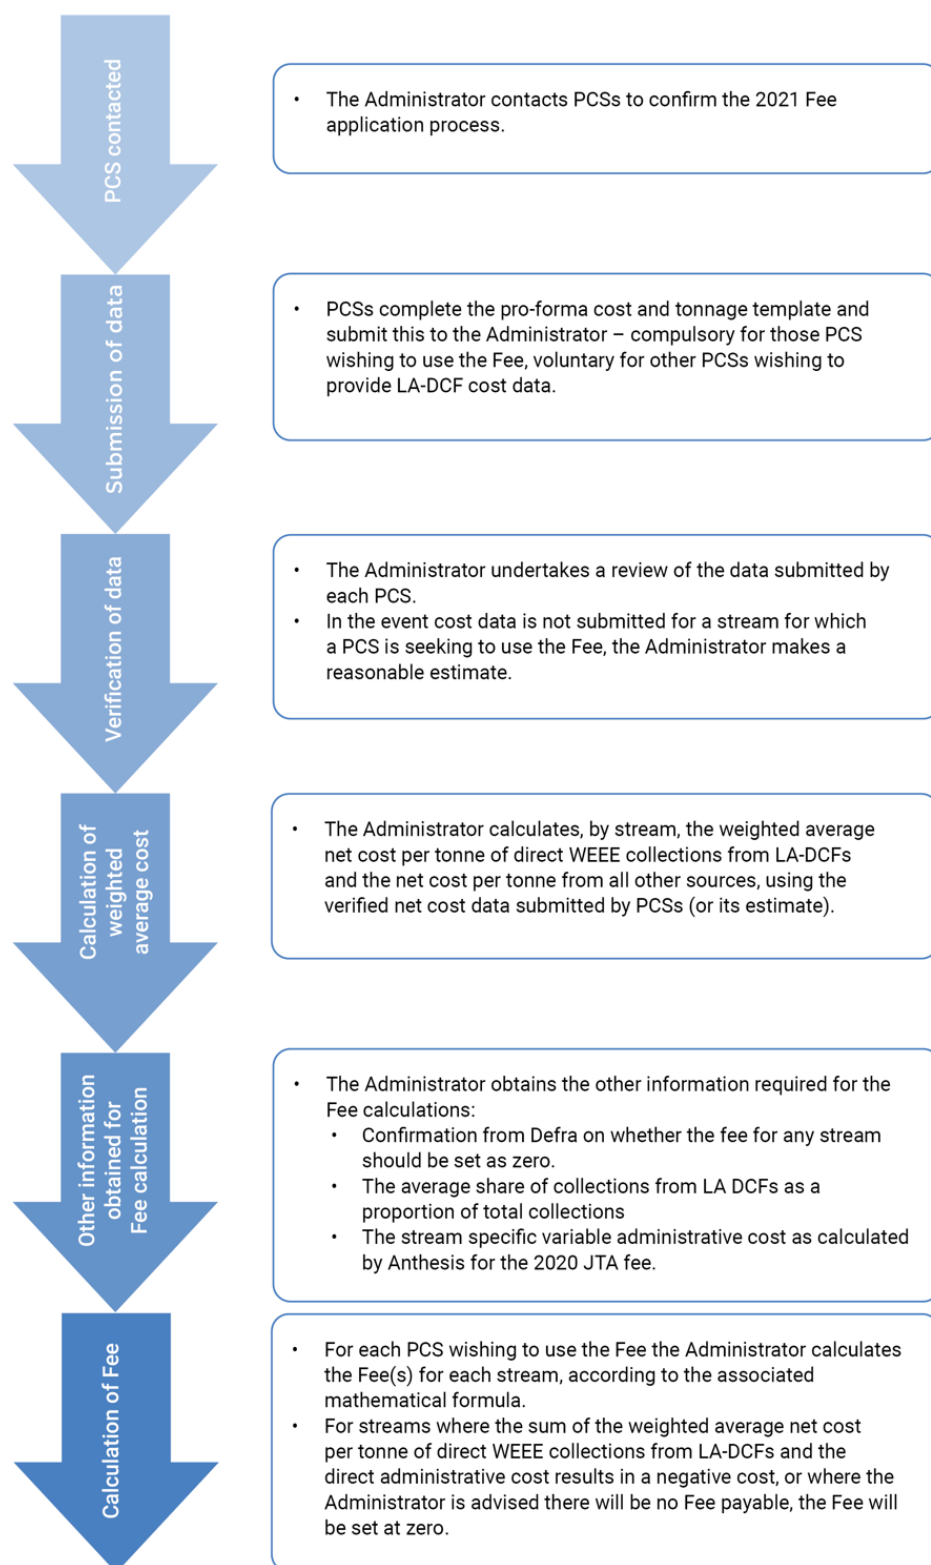 PCS contacted
• The Administrator contacts PCSs to confirm the 2021 Fee
application process.
Submission of data
• PCSs complete the pro-forma cost and tonnage template and
submit this to the Administrator – compulsory for those PCS
wishing to use the Fee, voluntary for other PCSs wishing to
provide LA-DCF cost data.
Verification of data
• The Administrator undertakes a review of the data submitted by
each PCS.
• In the event cost data is not submitted for a stream for which
a PCS is seeking to use the Fee, the Administrator makes a
reasonable estimate.
Calculation of
weighted
average cost
• The Administrator calculates, by stream, the weighted average
net cost per tonne of direct WEEE collections from LA-DCFs
and the net cost per tonne from all other sources, using the
verified net cost data submitted by PCSs (or its estimate).
Other information
obtained for
Fee calculation
• The Administrator obtains the other information required for the
Fee calculations:
• Confirmation from Defra on whether the fee for any stream
should be set as zero.
• The average share of collections from LA DCFs as a
proportion of total collections
• The stream specific variable administrative cost as calculated
by Anthesis for the 2020 JTA fee.
Calculation of Fee
• For each PCS wishing to use the Fee the Administrator calculates
the Fee(s) for each stream, according to the associated
mathematical formula.
• For streams where the sum of the weighted average net cost
per tonne of direct WEEE collections from LA-DCFs and the
direct administrative cost results in a negative cost, or where the
Administrator is advised there will be no Fee payable, the Fee will
be set at zero.